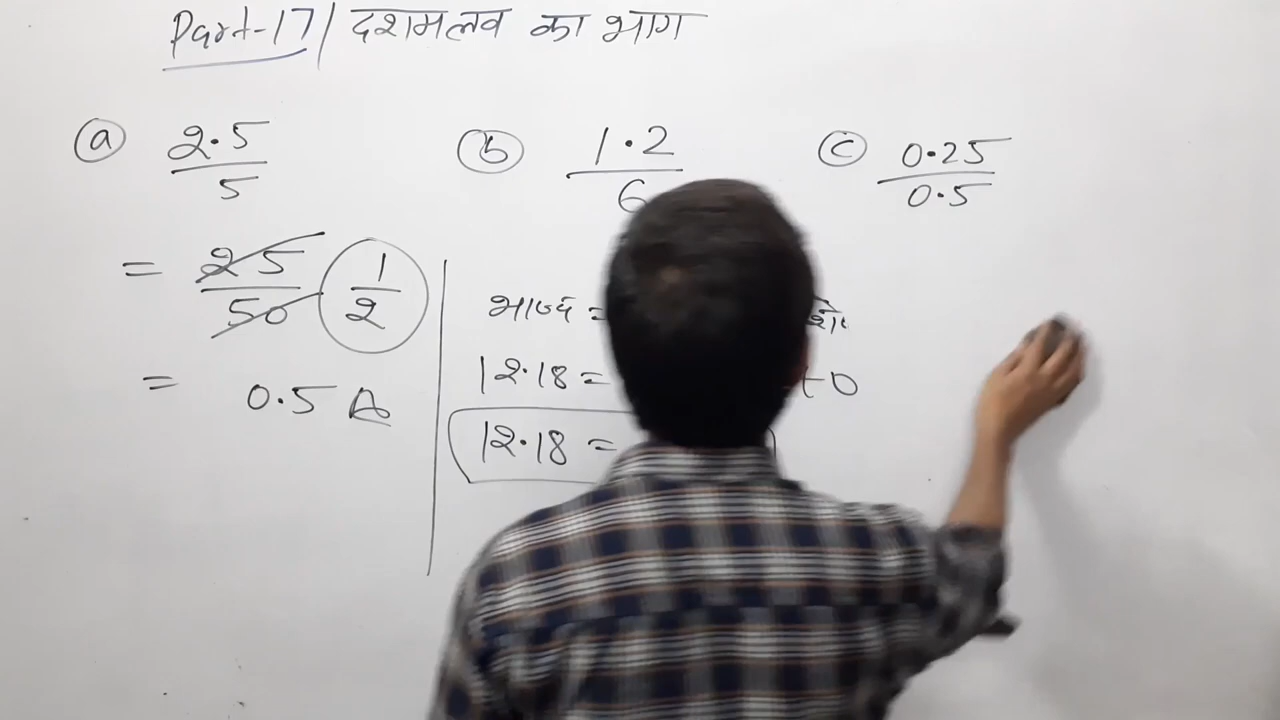 Part-17/ दशमलव का भाग
ⓐ 2.5/5 ⓑ 1.2/6 ⓒ 0.25/0.5
= 25/50 1/2
= 0.5 A
भाज्य =
12.18 = + 0
12.18 =